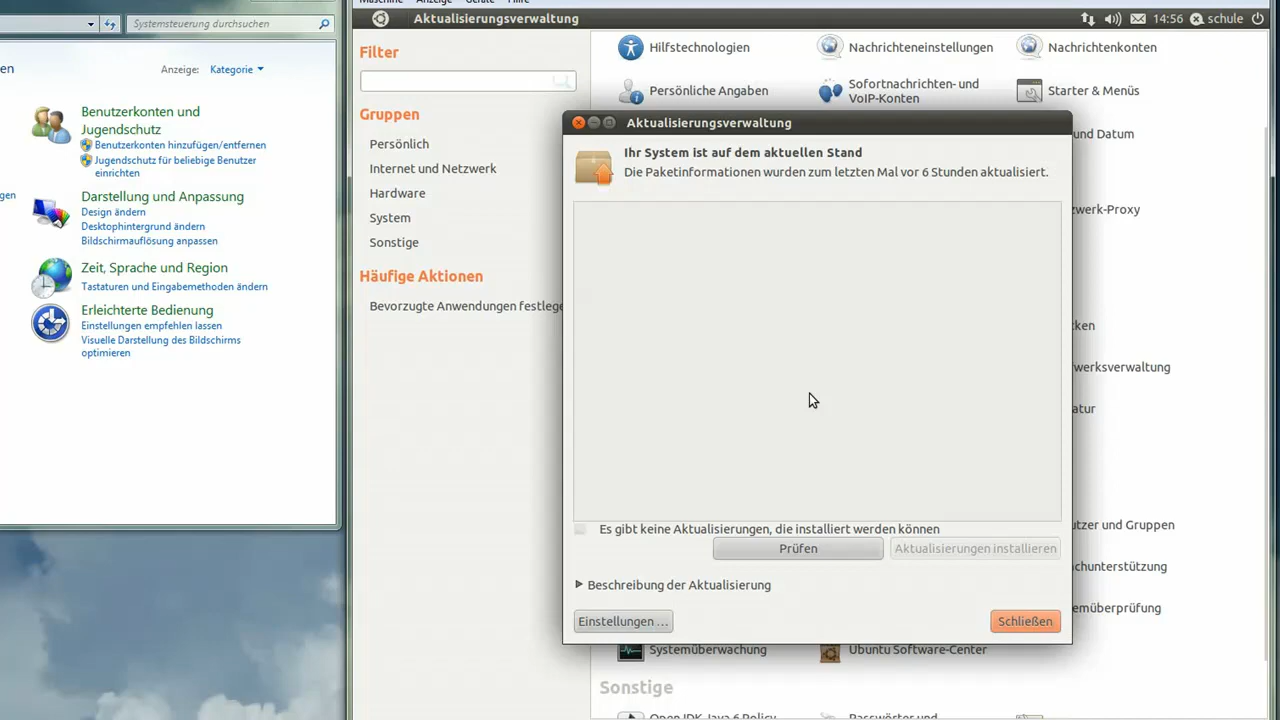 Systemsteuerung durchsuchen
en
Anzeige: Kategorie
Benutzerkonten und
Jugendschutz
Benutzerkonten hinzufügen/entfernen
Jugendschutz für beliebige Benutzer
einrichten
gen
Darstellung und Anpassung
Design ändern
Desktophintergrund ändern
Bildschirmauflösung anpassen
Zeit, Sprache und Region
Tastaturen und Eingabemethoden ändern
Erleichterte Bedienung
Einstellungen empfehlen lassen
Visuelle Darstellung des Bildschirms
optimieren
Maschine Anzeige Geräte Hilfe
Aktualisierungsverwaltung
14:56 schule
Filter
Gruppen
Persönlich
Internet und Netzwerk
Hardware
System
Sonstige
Häufige Aktionen
Bevorzugte Anwendungen festlege
Hilfstechnologien
Nachrichteneinstellungen
Nachrichtenkonten
Persönliche Angaben
Sofortnachrichten- und
VoIP-Konten
Starter & Menüs
und Datum
zwerk-Proxy
cken
werksverwaltung
atur
utzer und Gruppen
achunterstützung
emüberprüfung
Aktualisierungsverwaltung
Ihr System ist auf dem aktuellen Stand
Die Paketinformationen wurden zum letzten Mal vor 6 Stunden aktualisiert.
Es gibt keine Aktualisierungen, die installiert werden können
Prüfen
Aktualisierungen installieren
Beschreibung der Aktualisierung
Einstellungen ...
Schließen
Systemüberwachung
Ubuntu Software-Center
Sonstige
Open JDK Java 6 Policy
Passwörter und